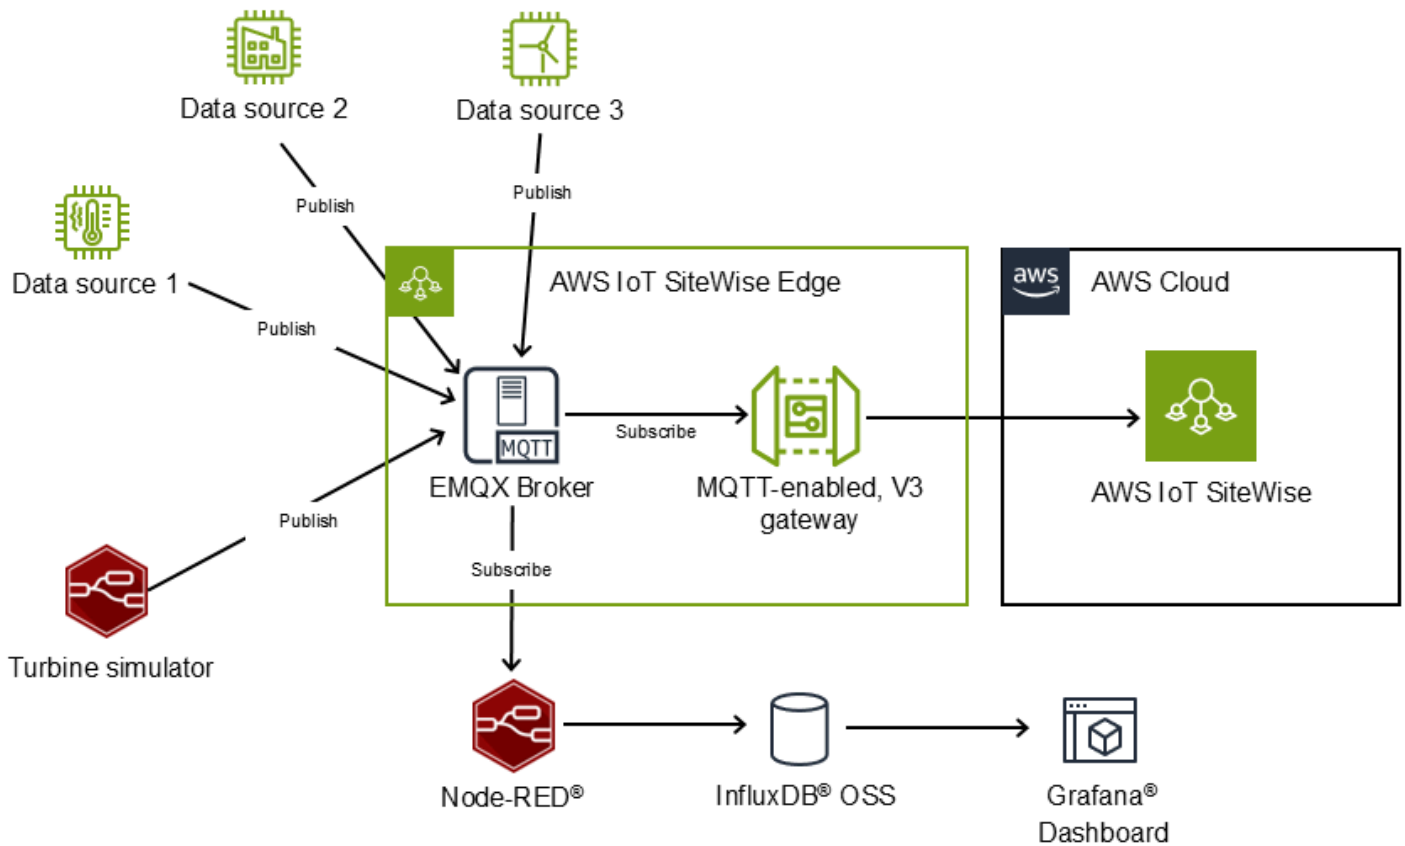 Data source 2
Data source 3
Publish
Publish
Data source 1
Publish
AWS IoT SiteWise Edge
aws
AWS Cloud
MQTT
Subscribe
EMQX Broker
MQTT-enabled, V3
gateway
AWS IoT SiteWise
Publish
Subscribe
Turbine simulator
Node-RED®
InfluxDB® OSS
Grafana®
Dashboard